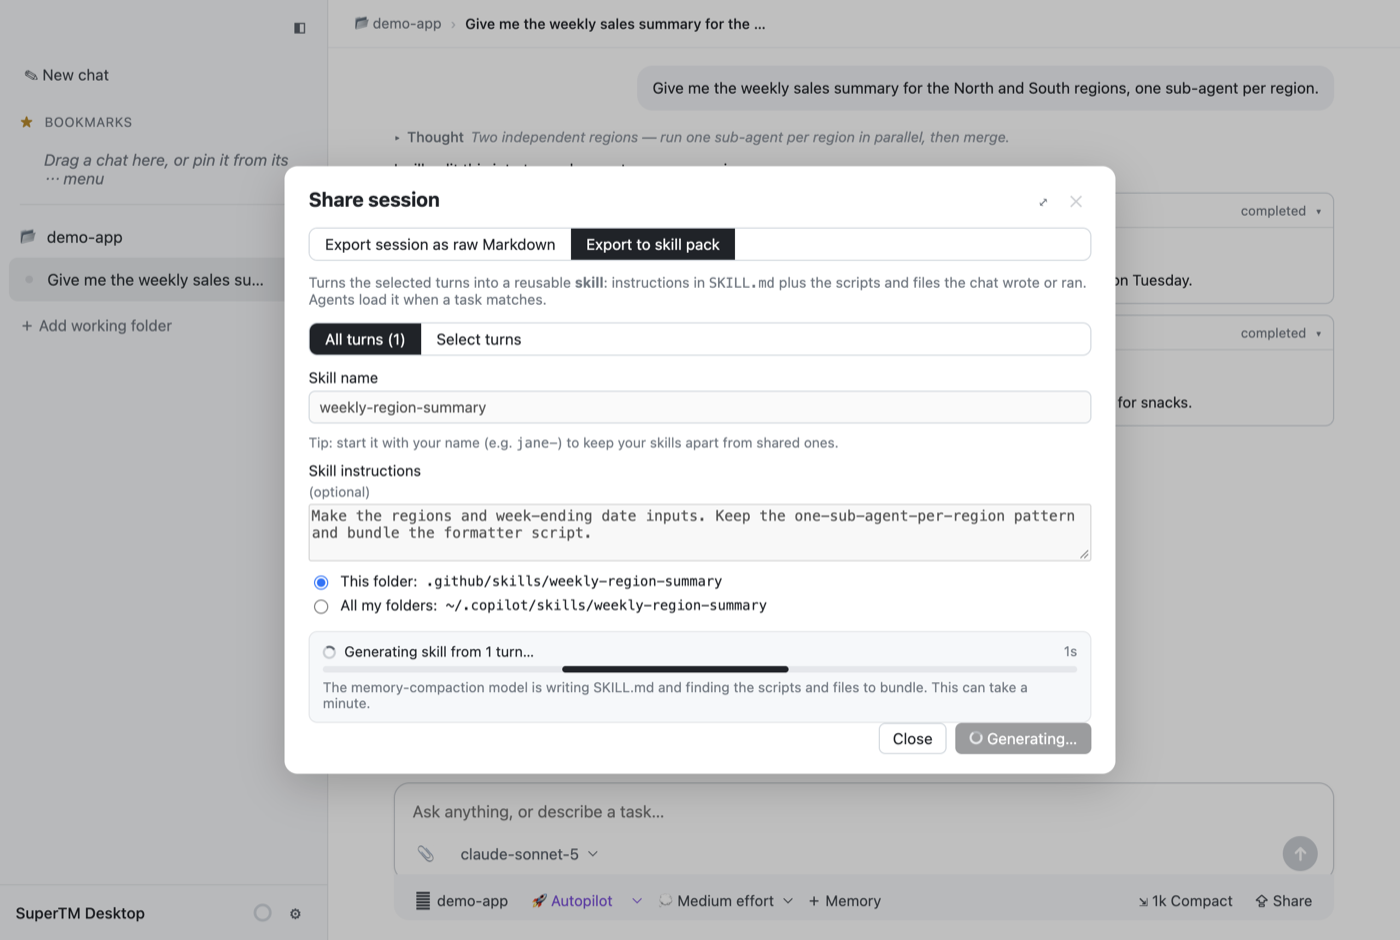 demo-app › Give me the weekly sales summary for the ...
New chat
BOOKMARKS
Drag a chat here, or pin it from its
··· menu
demo-app
Give me the weekly sales su...
+ Add working folder
SuperTM Desktop
Give me the weekly sales summary for the North and South regions, one sub-agent per region.
Thought Two independent regions — run one sub-agent per region in parallel, then merge.
completed
on Tuesday.
completed
for snacks.
Share session
Export session as raw Markdown
Export to skill pack
Turns the selected turns into a reusable skill: instructions in SKILL.md plus the scripts and files the chat wrote or ran.
Agents load it when a task matches.
All turns (1)
Select turns
Skill name
weekly-region-summary
Tip: start it with your name (e.g. jane-) to keep your skills apart from shared ones.
Skill instructions
(optional)
Make the regions and week-ending date inputs. Keep the one-sub-agent-per-region pattern
and bundle the formatter script.
This folder: .github/skills/weekly-region-summary
All my folders: ~/.copilot/skills/weekly-region-summary
Generating skill from 1 turn... 1s
The memory-compaction model is writing SKILL.md and finding the scripts and files to bundle. This can take a
minute.
Close
Generating...
Ask anything, or describe a task...
claude-sonnet-5
demo-app Autopilot Medium effort + Memory 1k Compact Share